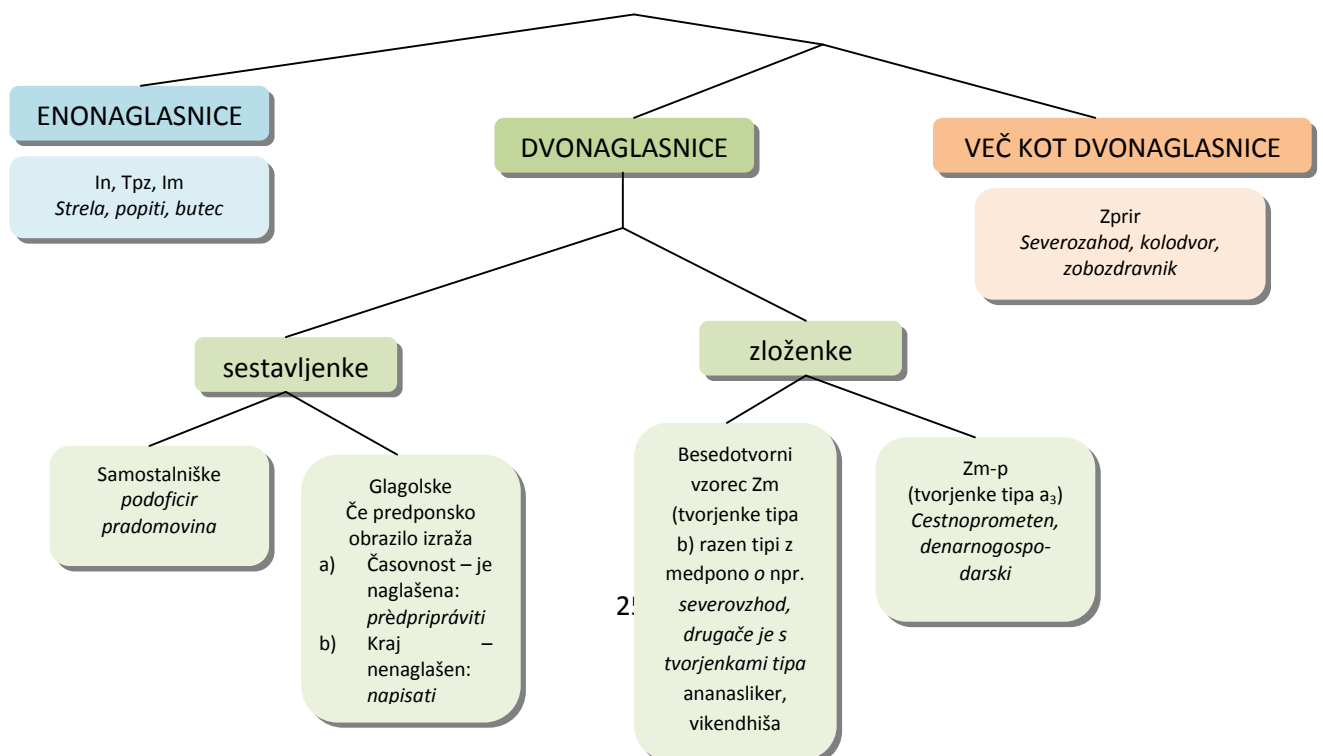 ENONAGLASNICE
In, Tpz, Im
Strela, popiti, butec
DVONAGLASNICE
VEČ KOT DVONAGLASNICE
Zprir
Severozahod, kolodvor,
zobozdravnik
sestavljenke
zloženke
Samostalniške
podoficir
pradomovina
Glagolske
Če predponsko
obrazilo izraža
a) Časovnost – je
naglašena:
prèdpripráviti
b) Kraj –
nenaglašen:
napisati
Besedotvorni
vzorec Zm
(tvorjenke tipa
b) razen tipi z
medpono o npr.
severovzhod,
drugače je s
tvorjenkami tipa
ananasliker,
vikendhiša
Zm-p
(tvorjenke tipa a₃)
Cestnoprometen,
denarnogospo-
darski